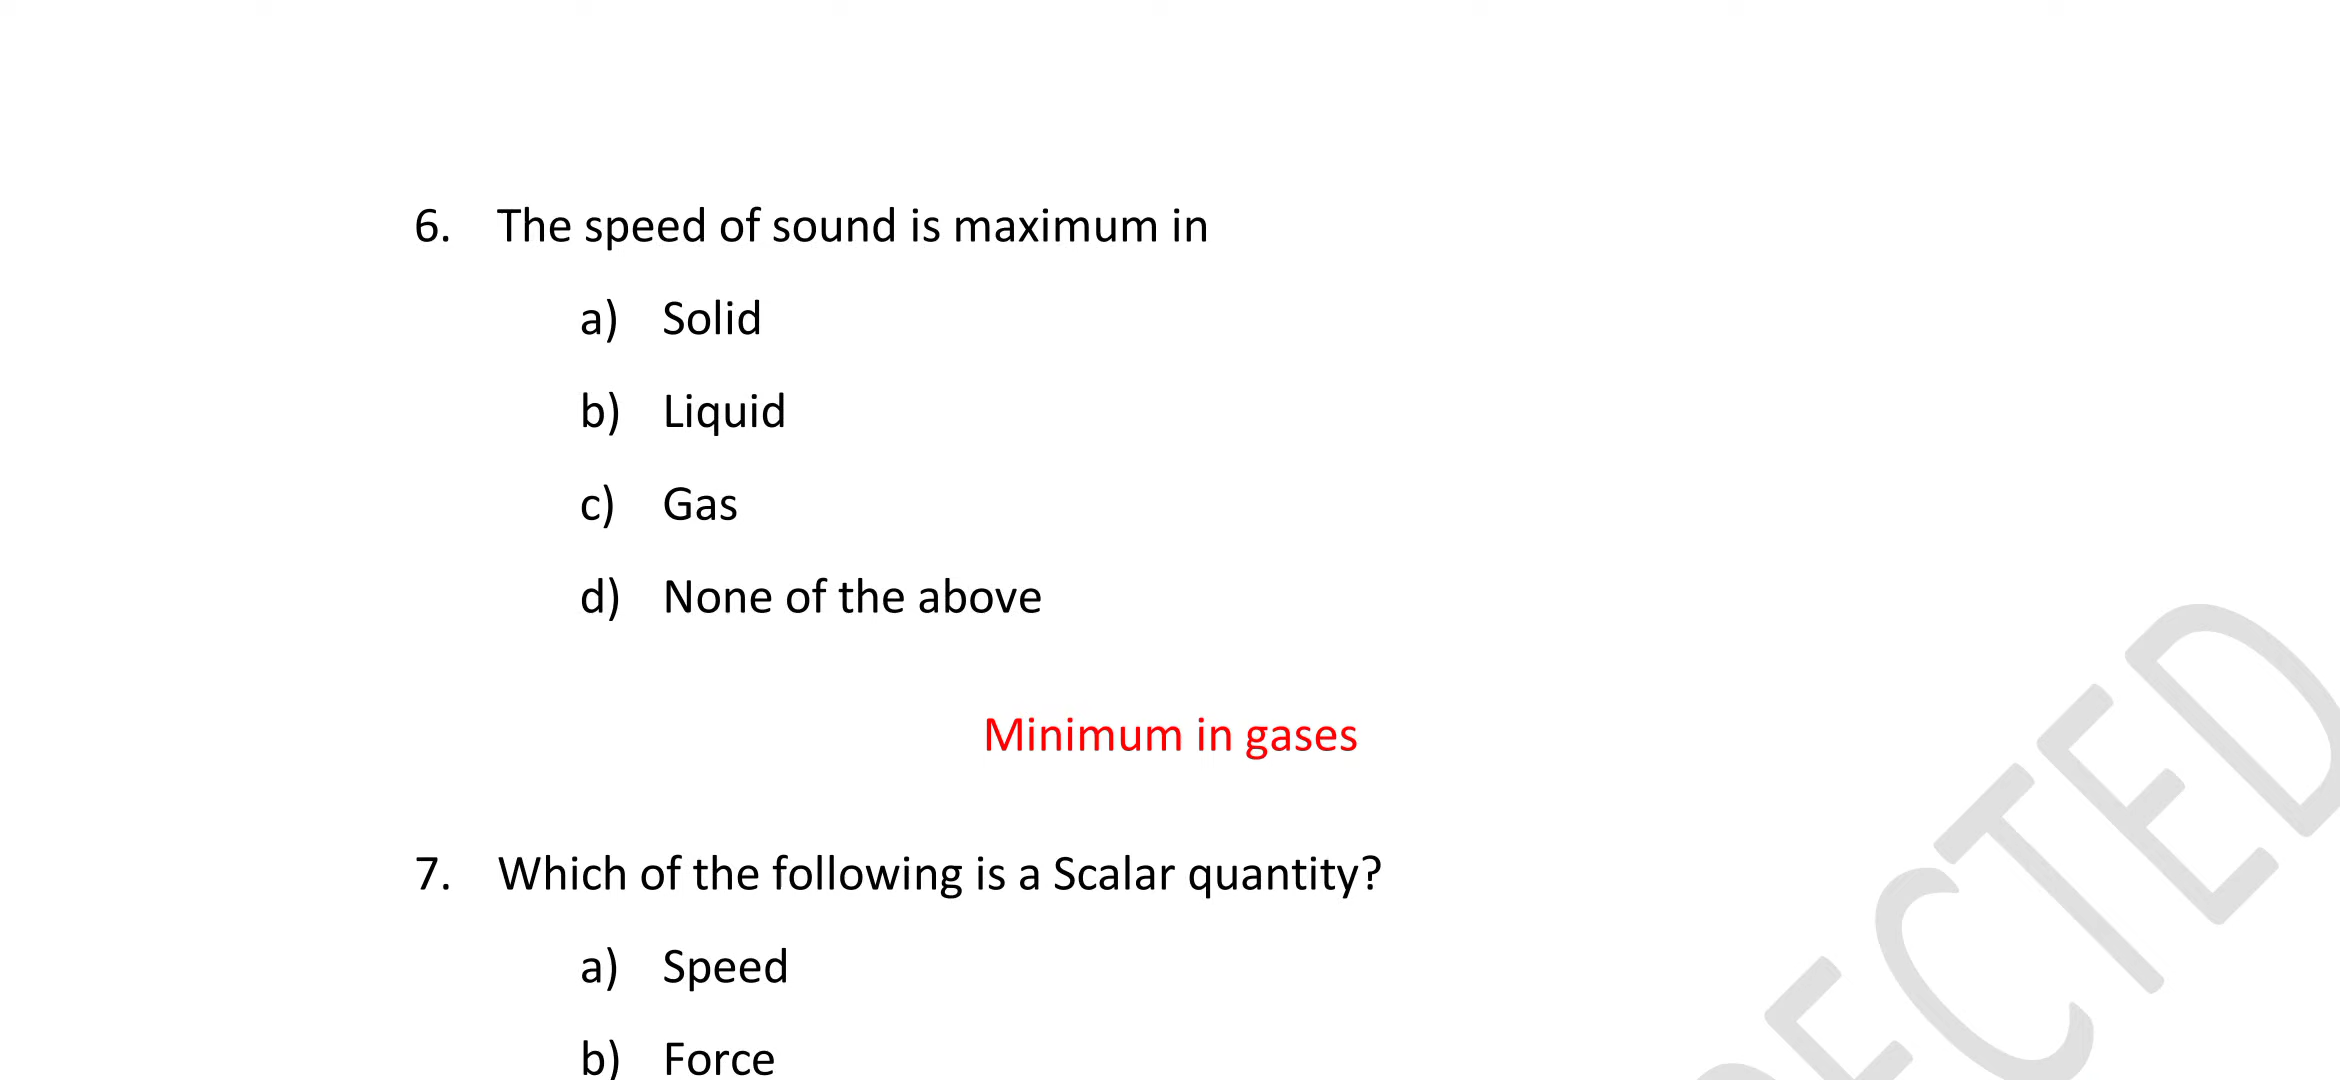 6. The speed of sound is maximum in
a) Solid
b) Liquid
c) Gas
d) None of the above
Minimum in gases
7. Which of the following is a Scalar quantity?
a) Speed
b) Force